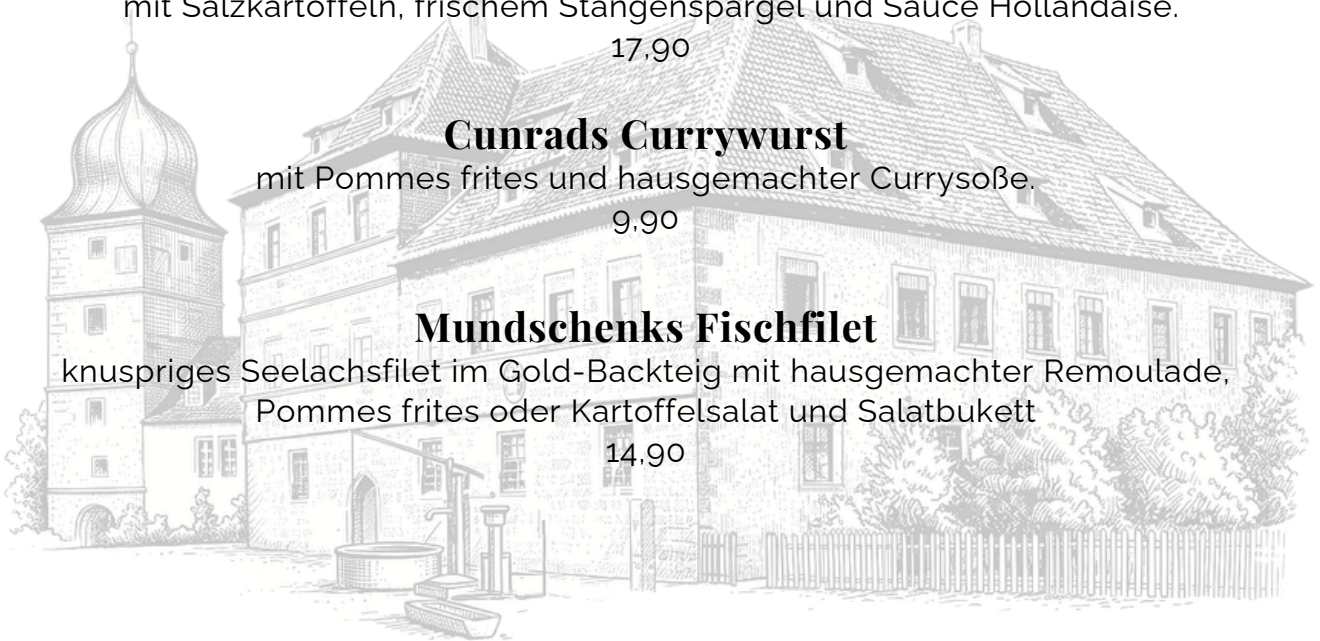 mit Salzkartoffeln, frischem Stangenspargel und Sauce Hollandaise.
17,90
Cunrads Currywurst
mit Pommes frites und hausgemachter Currysoße.
9,90
Mundschenks Fischfilet
knuspriges Seelachsfilet im Gold-Backteig mit hausgemachter Remoulade,
Pommes frites oder Kartoffelsalat und Salatbukett
14,90